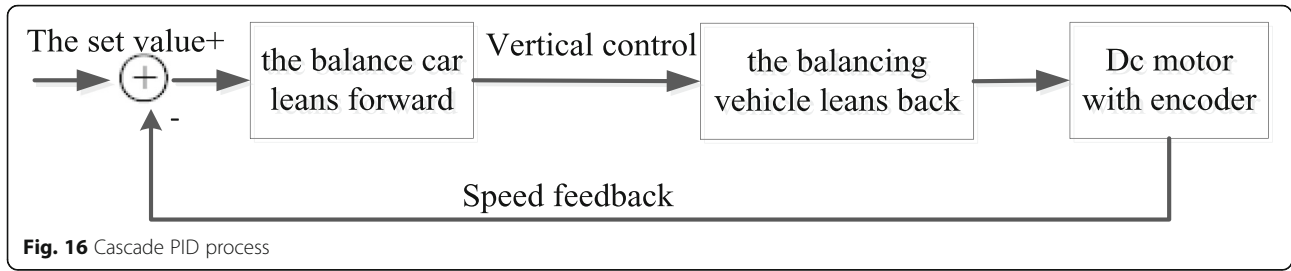 The set value+
+
-
the balance car
leans forward
Vertical control
the balancing
vehicle leans back
Dc motor
with encoder
Speed feedback
Fig. 16 Cascade PID process